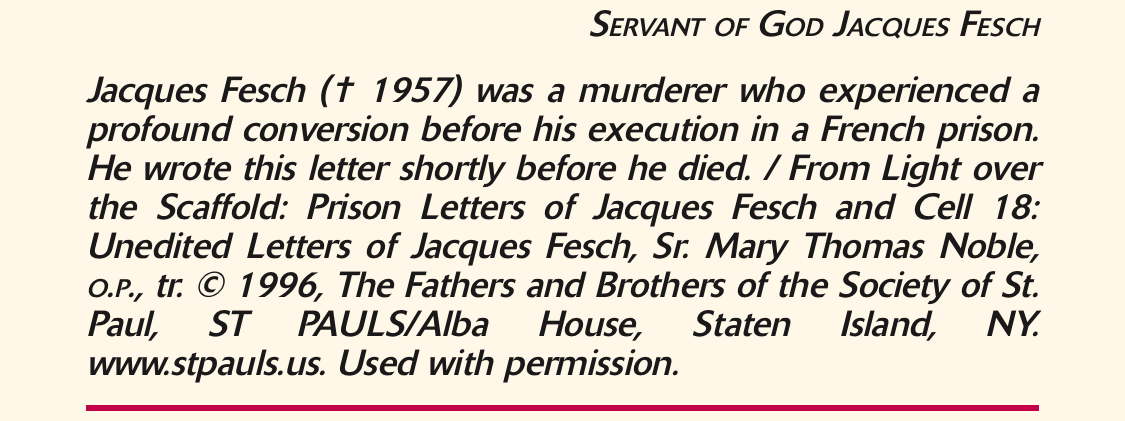 Servant of God Jacques Fesch
Jacques Fesch († 1957) was a murderer who experienced a
profound conversion before his execution in a French prison.
He wrote this letter shortly before he died. / From Light over
the Scaffold: Prison Letters of Jacques Fesch and Cell 18:
Unedited Letters of Jacques Fesch, Sr. Mary Thomas Noble,
O.P., tr. © 1996, The Fathers and Brothers of the Society of St.
Paul, ST PAULS/Alba House, Staten Island, NY.
www.stpauls.us. Used with permission.